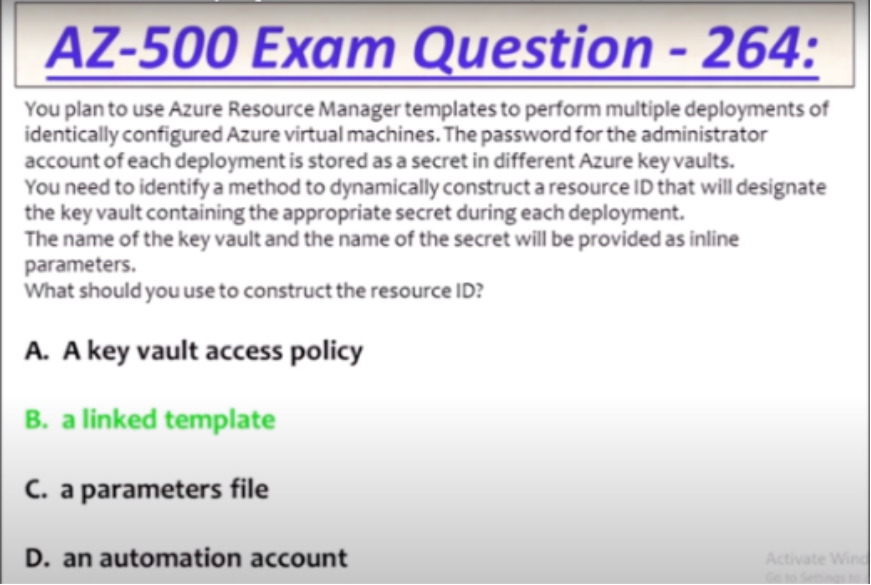 AZ-500 Exam Question - 264:
You plan to use Azure Resource Manager templates to perform multiple deployments of
identically configured Azure virtual machines. The password for the administrator
account of each deployment is stored as a secret in different Azure key vaults.
You need to identify a method to dynamically construct a resource ID that will designate
the key vault containing the appropriate secret during each deployment.
The name of the key vault and the name of the secret will be provided as inline
parameters.
What should you use to construct the resource ID?
A. A key vault access policy
B. a linked template
C. a parameters file
D. an automation account
Activate Wind
Go to Settings to